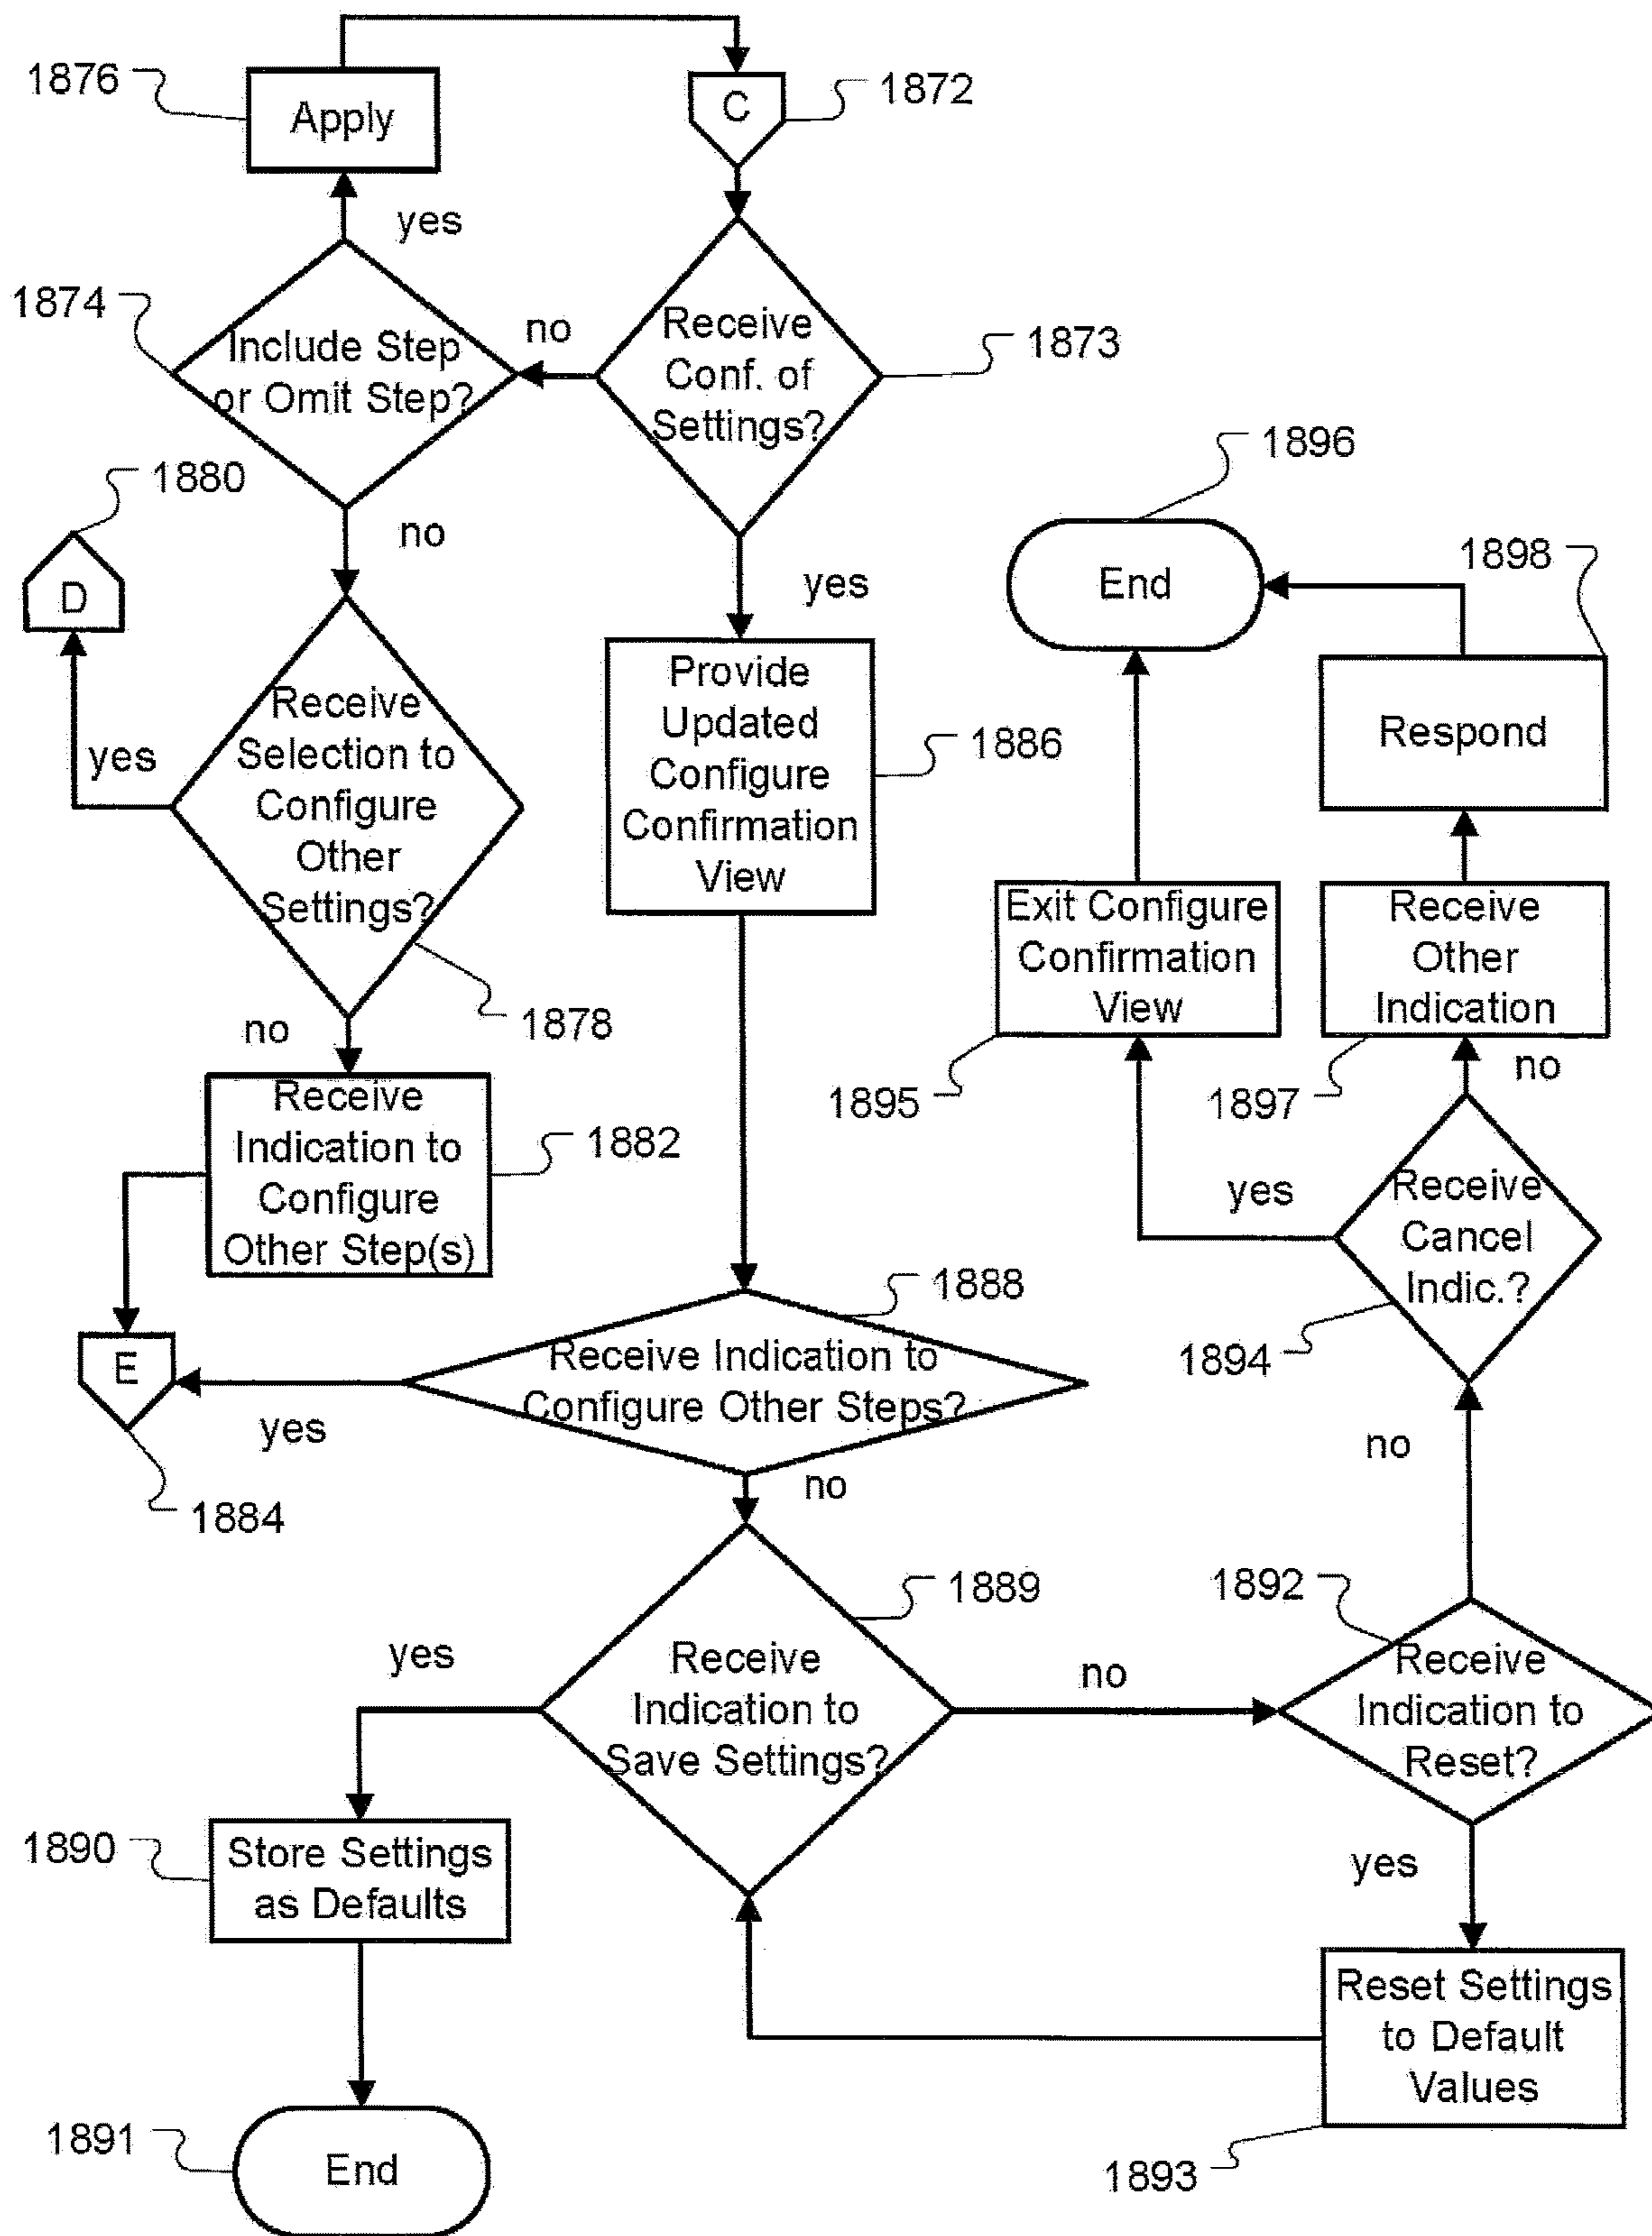 1876
Apply
C
1872
yes
1874
Include Step
or Omit Step?
no
Receive
Conf. of
Settings?
1873
1880
D
no
yes
1896
End
1898
Respond
yes
Receive
Selection to
Configure
Other
Settings?
1878
Provide
Updated
Configure
Confirmation
View
1886
Exit Configure
Confirmation
View
1895
Receive
Other
Indication
1897
no
no
Receive
Indication to
Configure
Other Step(s)
1882
yes
Receive
Cancel
Indic.?
1894
1888
Receive Indication to
Configure Other Steps?
E
yes
1884
no
no
1889
Receive
Indication to
Save Settings?
yes
no
1892
Receive
Indication to
Reset?
yes
1890
Store Settings
as Defaults
Reset Settings
to Default
Values
1893
1891
End